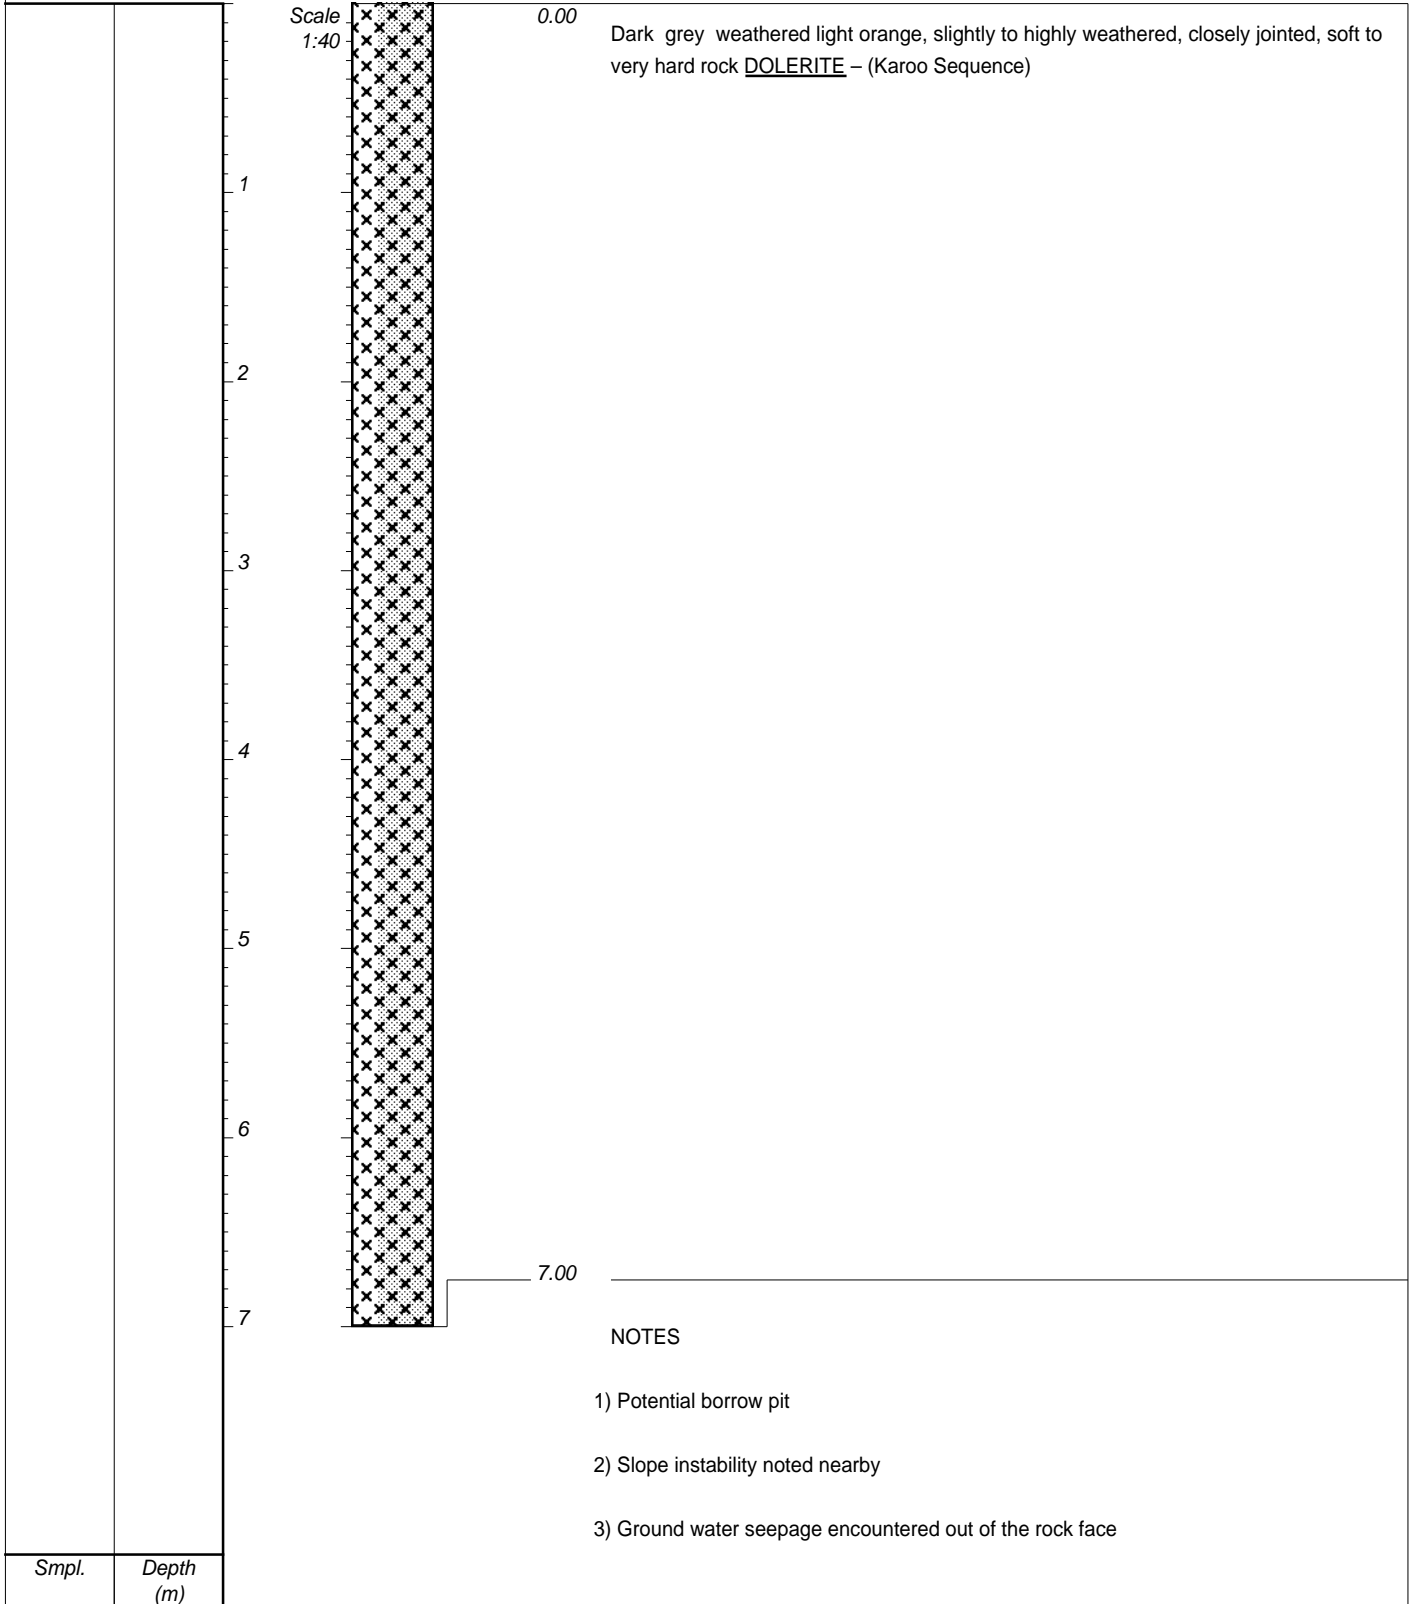 Scale
1:40
0.00
Dark grey weathered light orange, slightly to highly weathered, closely jointed, soft to
very hard rock DOLERITE – (Karoo Sequence)
1
2
3
4
5
6
7.00
7
NOTES
1) Potential borrow pit
2) Slope instability noted nearby
3) Ground water seepage encountered out of the rock face
Smpl.
Depth
(m)